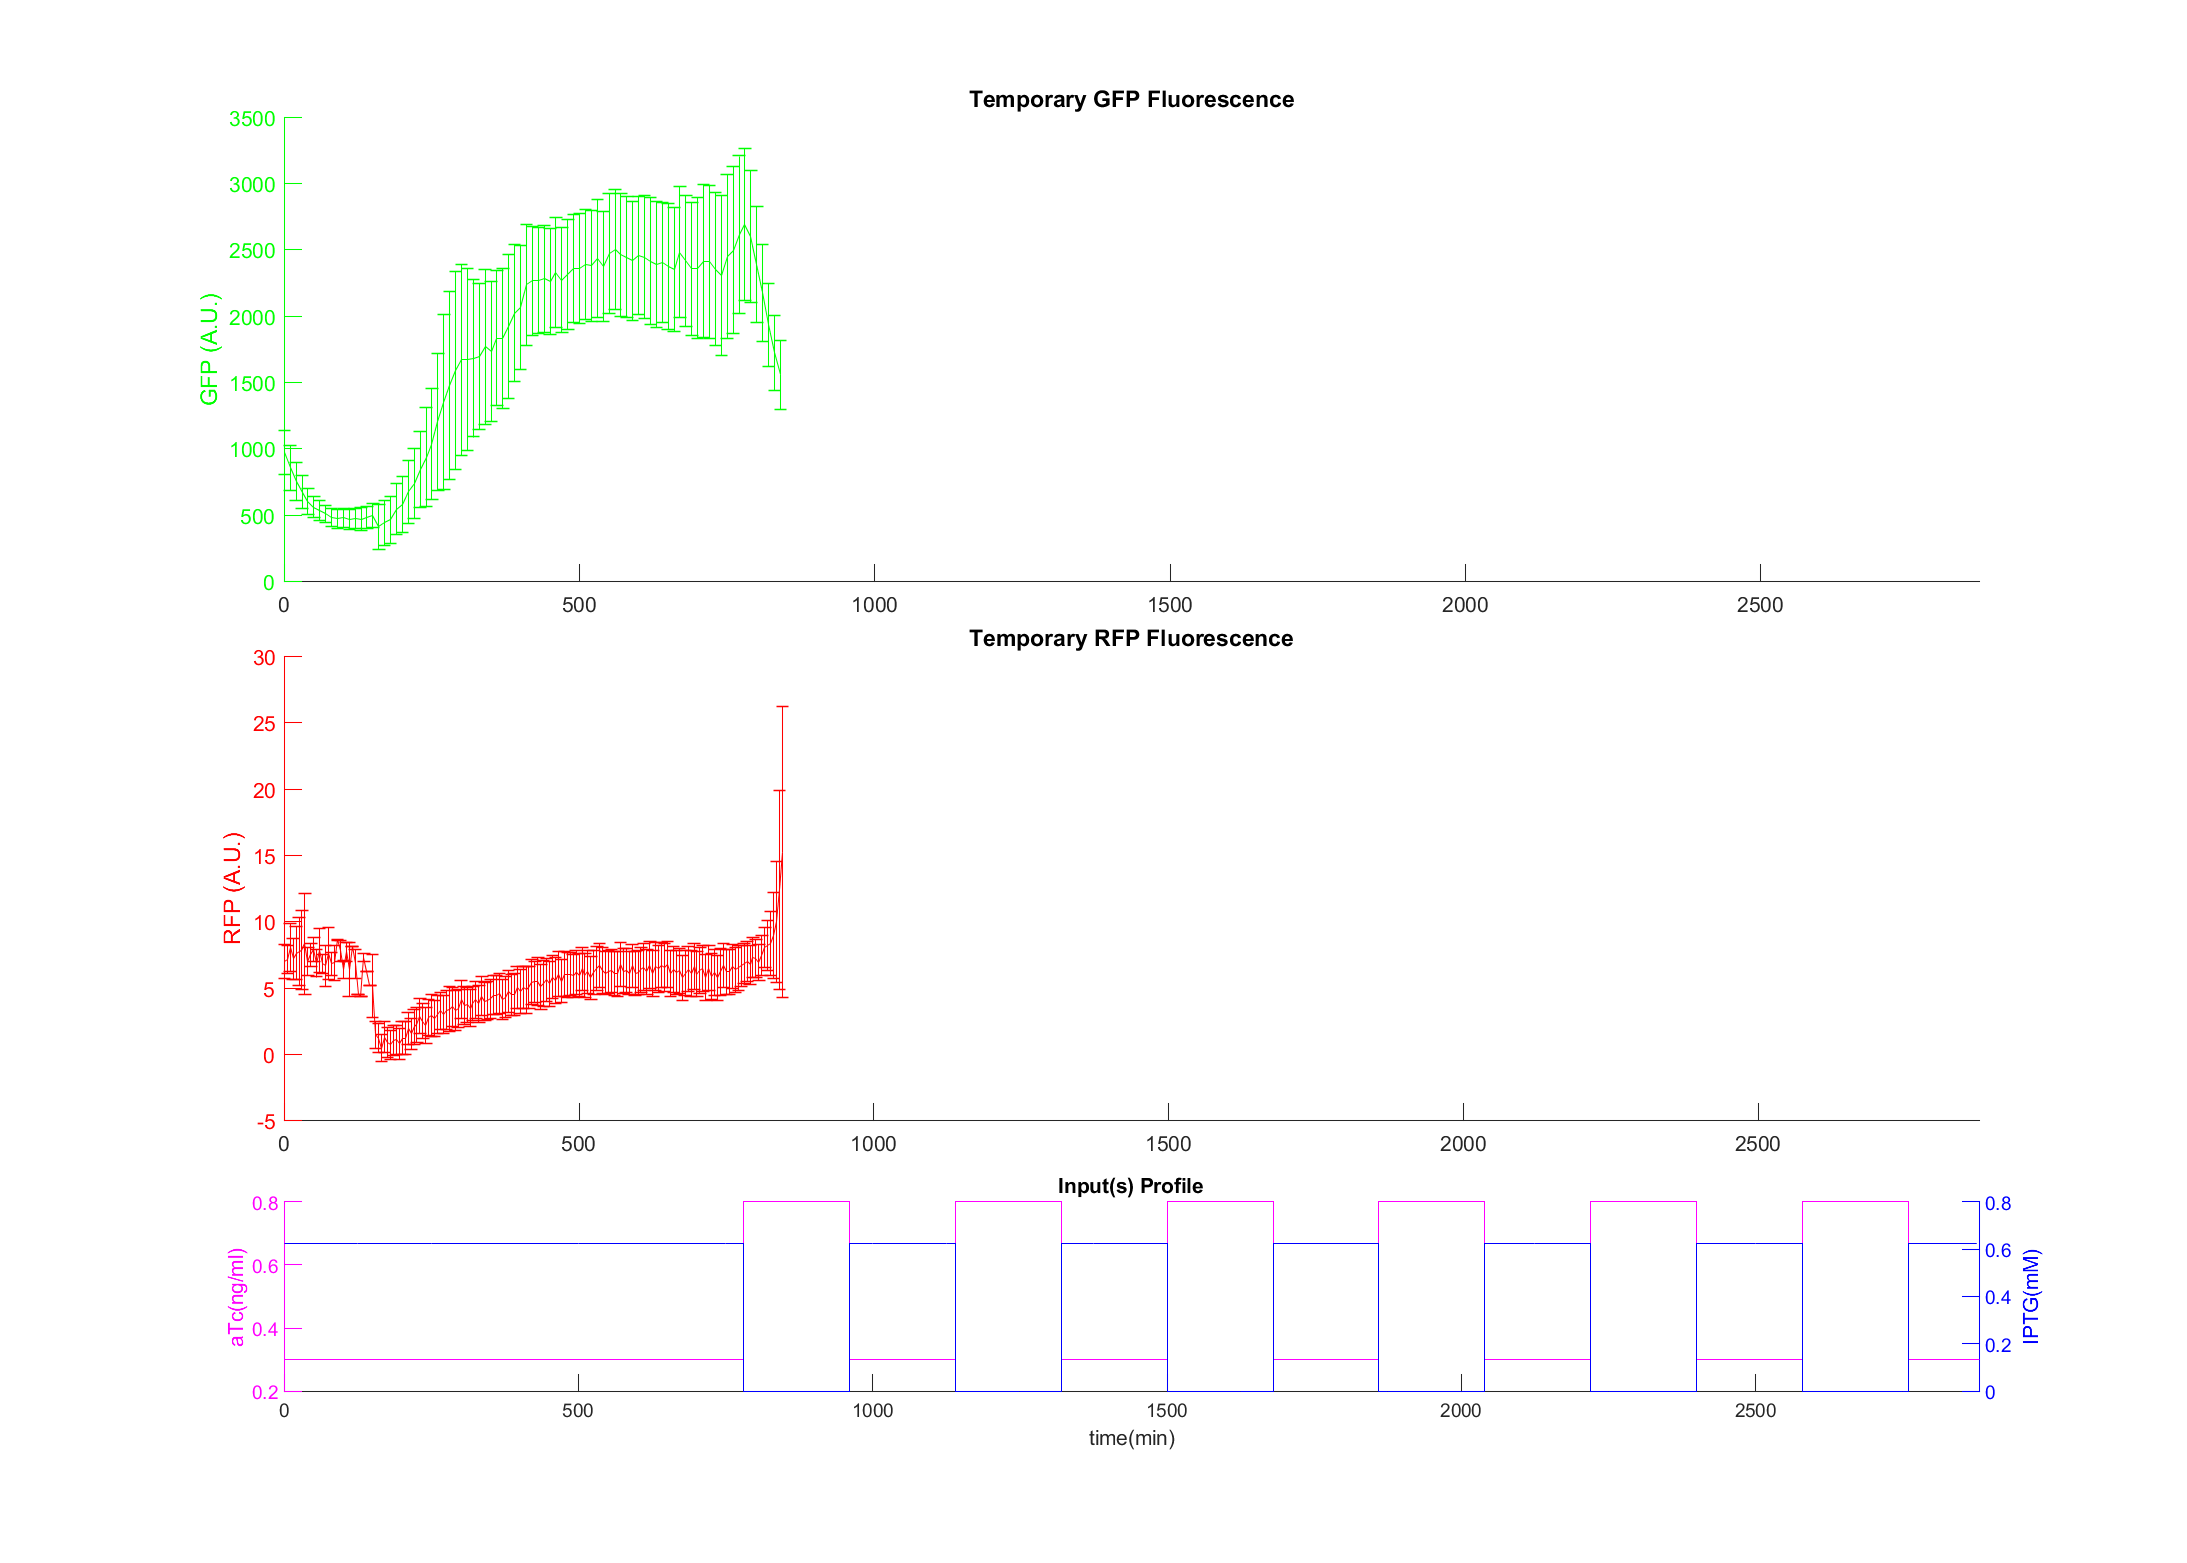 Temporary GFP Fluorescence
GFP (A.U.)
3500
3000
2500
2000
1500
1000
500
0
0 500 1000 1500 2000 2500
Temporary RFP Fluorescence
RFP (A.U.)
30
25
20
15
10
5
0
-5
0 500 1000 1500 2000 2500
Input(s) Profile
aTc(ng/ml)
0.8
0.6
0.4
0.2
IPTG(mM)
0.8
0.6
0.4
0.2
0
0 500 1000 1500 2000 2500
time(min)